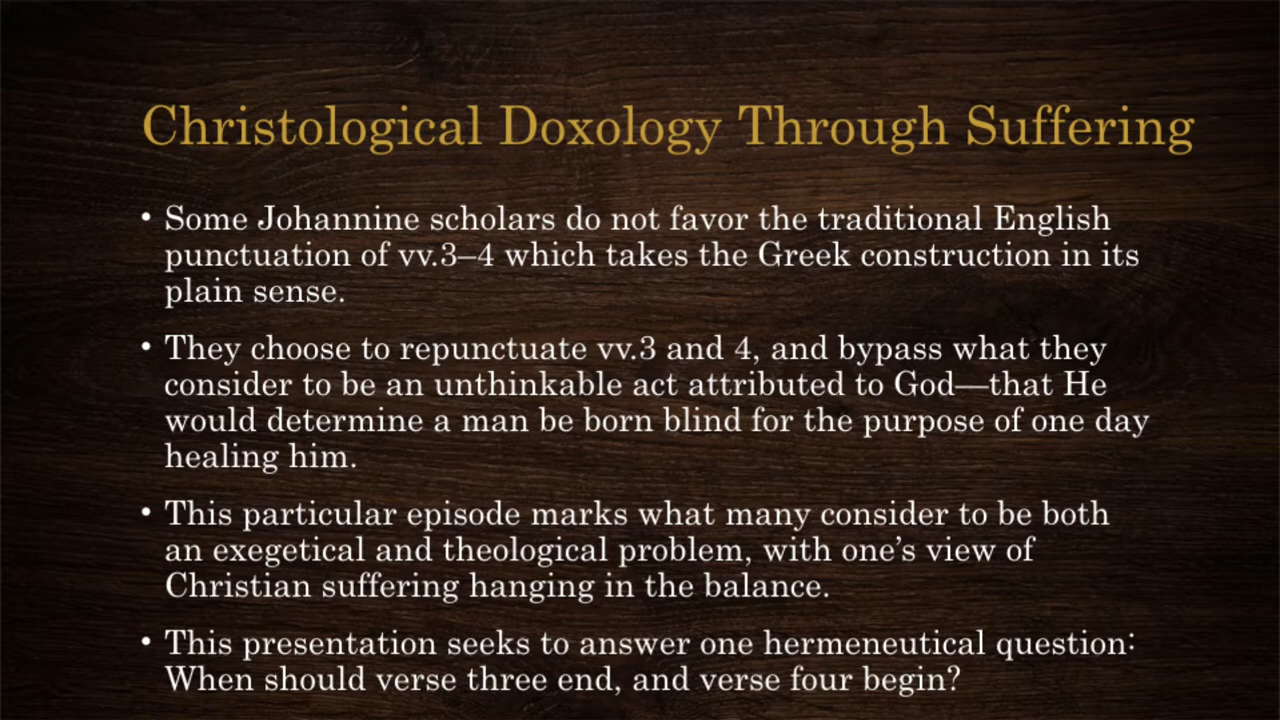 Christological Doxology Through Suffering
• Some Johannine scholars do not favor the traditional English
punctuation of vv.3–4 which takes the Greek construction in its
plain sense.
• They choose to repunctuate vv.3 and 4, and bypass what they
consider to be an unthinkable act attributed to God—that He
would determine a man be born blind for the purpose of one day
healing him.
• This particular episode marks what many consider to be both
an exegetical and theological problem, with one’s view of
Christian suffering hanging in the balance.
• This presentation seeks to answer one hermeneutical question:
When should verse three end, and verse four begin?